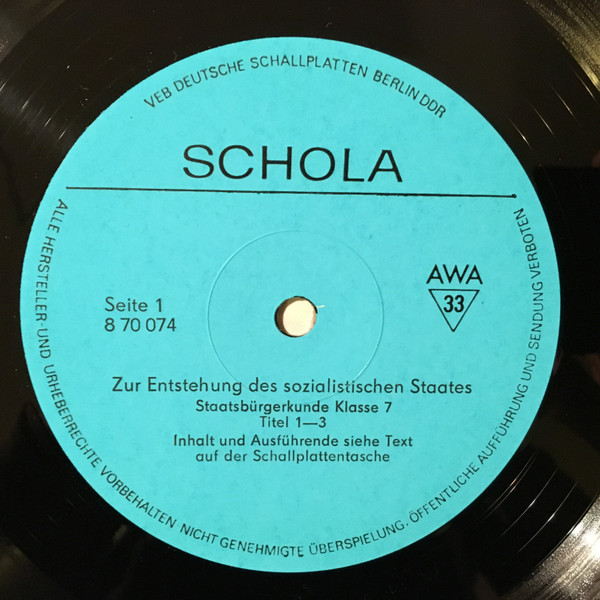 VEB DEUTSCHE SCHALLPLATTEN BERLIN DDR
SCHOLA
Seite 1
8 70 074
AWA
33
Zur Entstehung des sozialistischen Staates
Staatsbürgerkunde Klasse 7
Titel 1—3
Inhalt und Ausführende siehe Text
auf der Schallplattentasche
ALLE HERSTELLER-UND URHEBERRECHTE VORBEHALTEN NICHT GENEHMIGTE ÜBERSPIELUNG. ÖFFENTLICHE AUFFÜHRUNG UND SENDUNG VERBOTEN